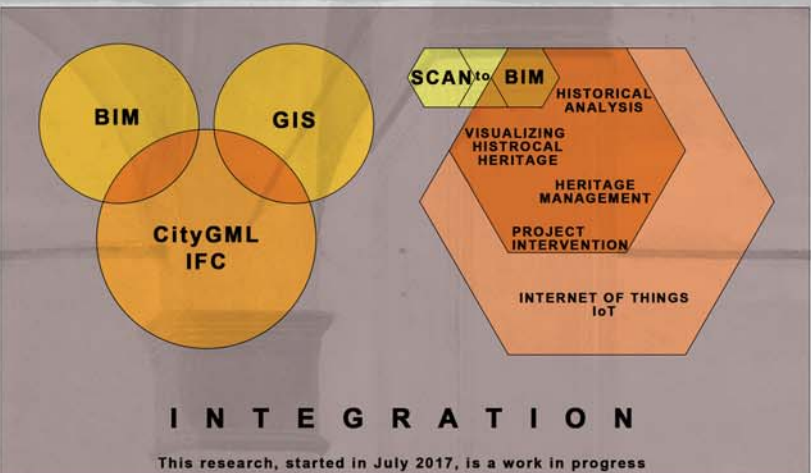 BIM
GIS
CityGML
IFC
SCAN to BIM
HISTORICAL
ANALYSIS
VISUALIZING
HISTROCAL
HERITAGE
HERITAGE
MANAGEMENT
PROJECT
INTERVENTION
INTERNET OF THINGS
IoT
INTEGRATION
This research, started in July 2017, is a work in progress